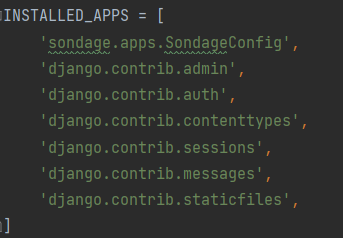 INSTALLED_APPS = [
    'sondage.apps.SondageConfig',
    'django.contrib.admin',
    'django.contrib.auth',
    'django.contrib.contenttypes',
    'django.contrib.sessions',
    'django.contrib.messages',
    'django.contrib.staticfiles',
]